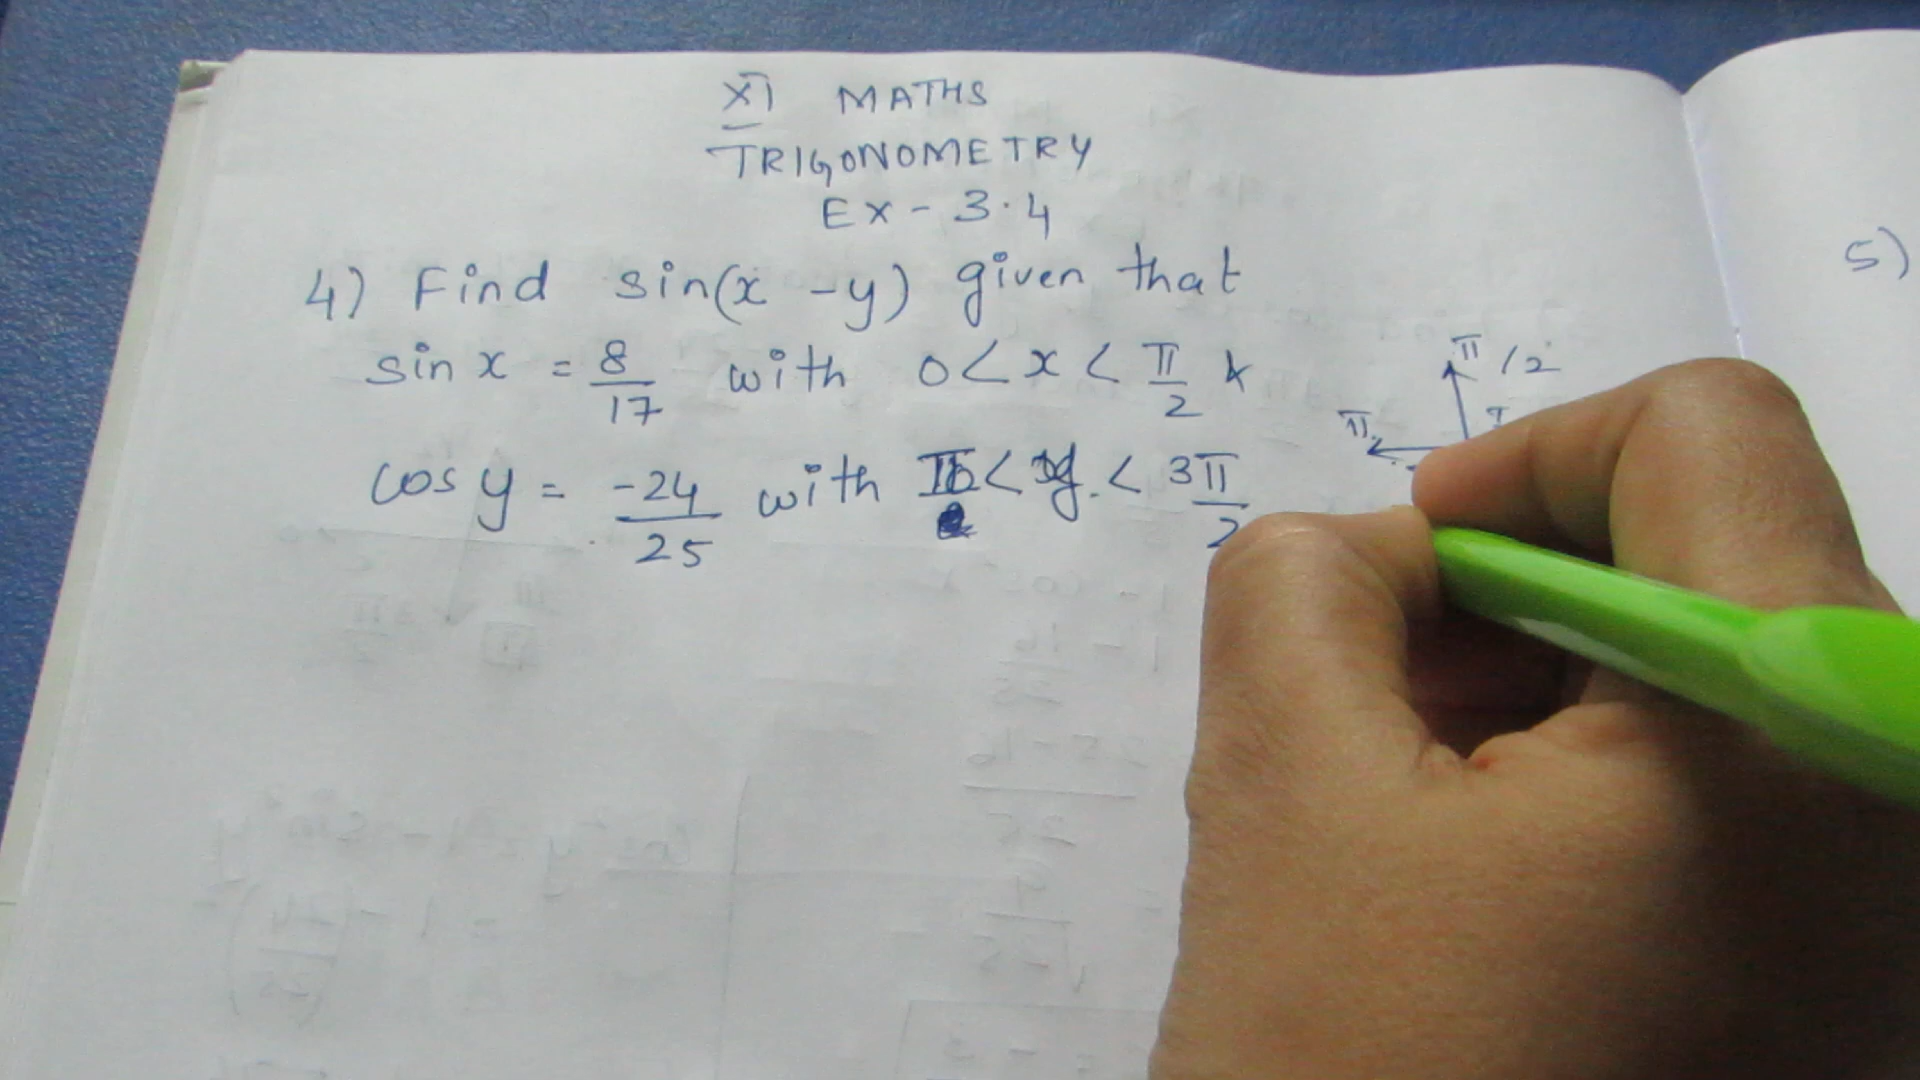 XI MATHS
TRIGONOMETRY
EX - 3.4
4) Find sin(x - y) given that
sin x = 8/17 with 0 < x < π/2 &
cos y = -24/25 with π < y < 3π/2
π/2
I
π
5)